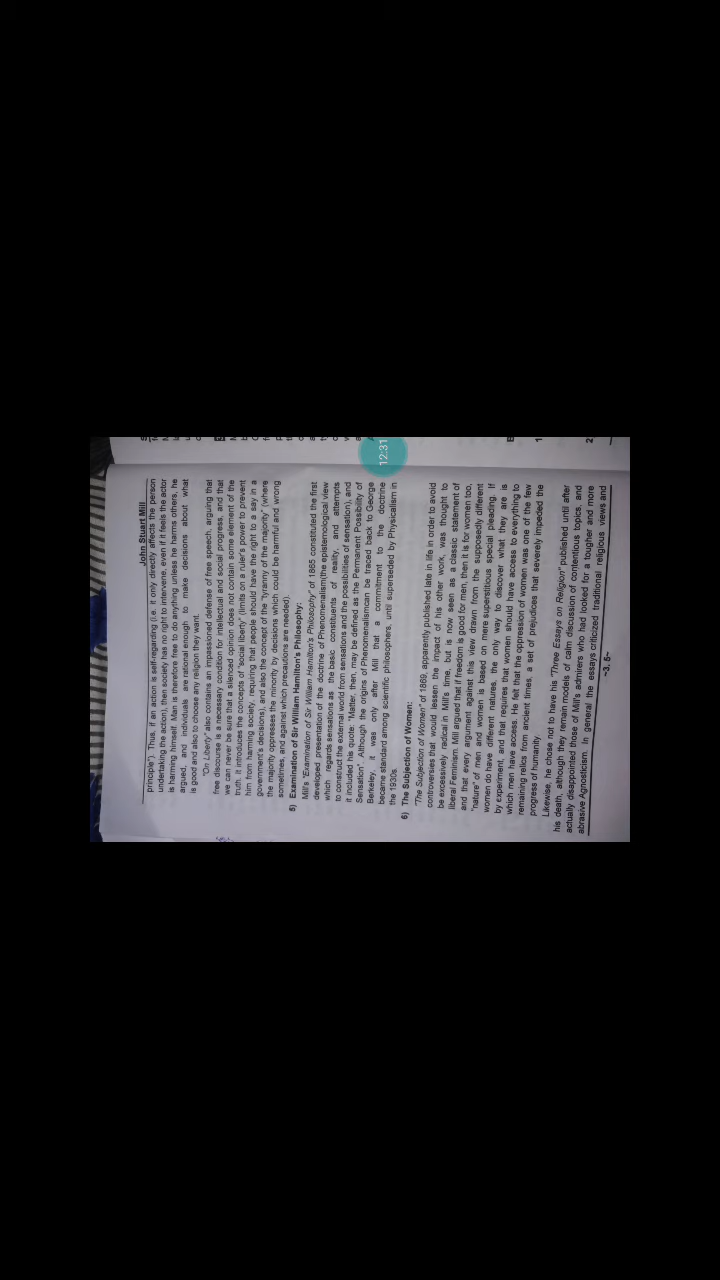 John Stuart Mill
principle"). Thus, if an action is self-regarding (i.e. it only directly affects the person
undertaking the action), then society has no right to intervene, even if it feels the actor
is harming himself. Man is therefore free to do anything unless he harms others, he
argued, and individuals are rational enough to make decisions about what
is good and also to choose any religion they want.
"On Liberty" also contains an impassioned defense of free speech, arguing that
free discourse is a necessary condition for intellectual and social progress, and that
we can never be sure that a silenced opinion does not contain some element of the
truth. It introduces the concepts of "social liberty" (limits on a ruler's power to prevent
him from harming society, requiring that people should have the right to a say in a
government's decisions), and also the concept of the "tyranny of the majority" (where
the majority oppresses the minority by decisions which could be harmful and wrong
sometimes, and against which precautions are needed).
5) Examination of Sir William Hamilton's Philosophy:
Mill's "Examination of Sir William Hamilton's Philosophy" of 1865 constituted the first
developed presentation of the doctrine of Phenomenalism(the epistemological view
which regards sensations as the basic constituents of reality, and attempts
to construct the external world from sensations and the possibilities of sensation), and
it included his quote: "Matter, then, may be defined as the Permanent Possibility of
Sensation". Although the origins of Phenomenalismcan be traced back to George
Berkeley, it was only after Mill that a commitment to the doctrine
became standard among scientific philosophers, until superseded by Physicalism in
the 1930s.
6) The Subjection of Women:
"The Subjection of Women" of 1869, apparently published late in life in order to avoid
controversies that would lessen the impact of his other work, was thought to
be excessively radical in Mill's time, but is now seen as a classic statement of
liberal Feminism. Mill argued that if freedom is good for men, then it is for women too,
and that every argument against this view drawn from the supposedly different
"nature" of men and women is based on mere superstitious special pleading. If
women do have different natures, the only way to discover what they are is
by experiment, and that requires that women should have access to everything to
which men have access. He felt that the oppression of women was one of the few
remaining relics from ancient times, a set of prejudices that severely impeded the
progress of humanity.
Likewise, he chose not to have his "Three Essays on Religion" published until after
his death, although they remain models of calm discussion of contentious topics, and
actually disappointed those of Mill's admirers who had looked for a tougher and more
abrasive Agnosticism. In general the essays criticized traditional religious views and
~3. 5~
12:31
E
1
2